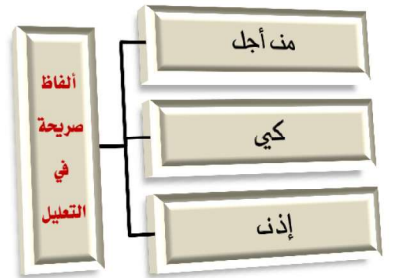 ألفاظ
صريحة
في
التعليل
من أجل
كي
إذن